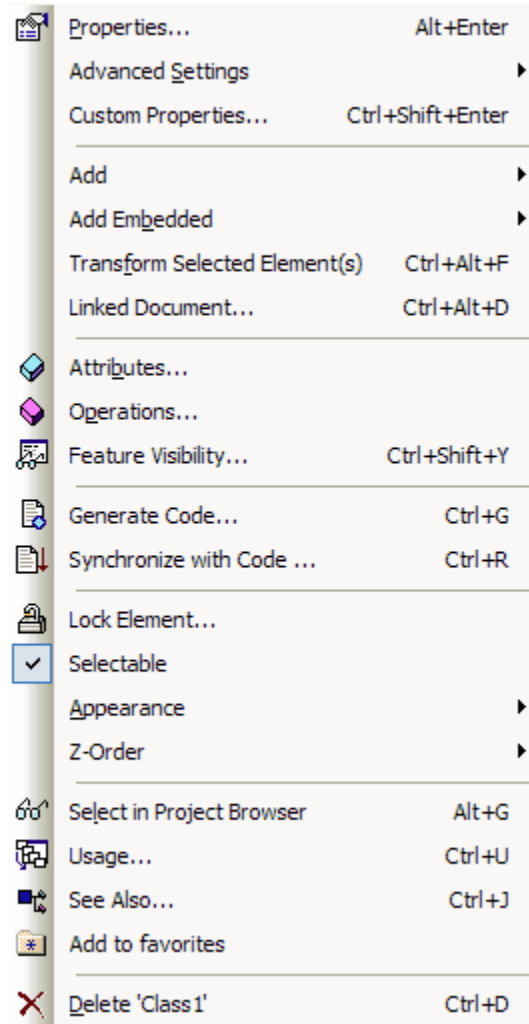 Properties... Alt+Enter
Advanced Settings
Custom Properties... Ctrl+Shift+Enter
Add
Add Embedded
Transform Selected Element(s) Ctrl+Alt+F
Linked Document... Ctrl+Alt+D
Attributes...
Operations...
Feature Visibility... Ctrl+Shift+Y
Generate Code... Ctrl+G
Synchronize with Code ... Ctrl+R
Lock Element...
Selectable
Appearance
Z-Order
Select in Project Browser Alt+G
Usage... Ctrl+U
See Also... Ctrl+J
Add to favorites
Delete 'Class1' Ctrl+D